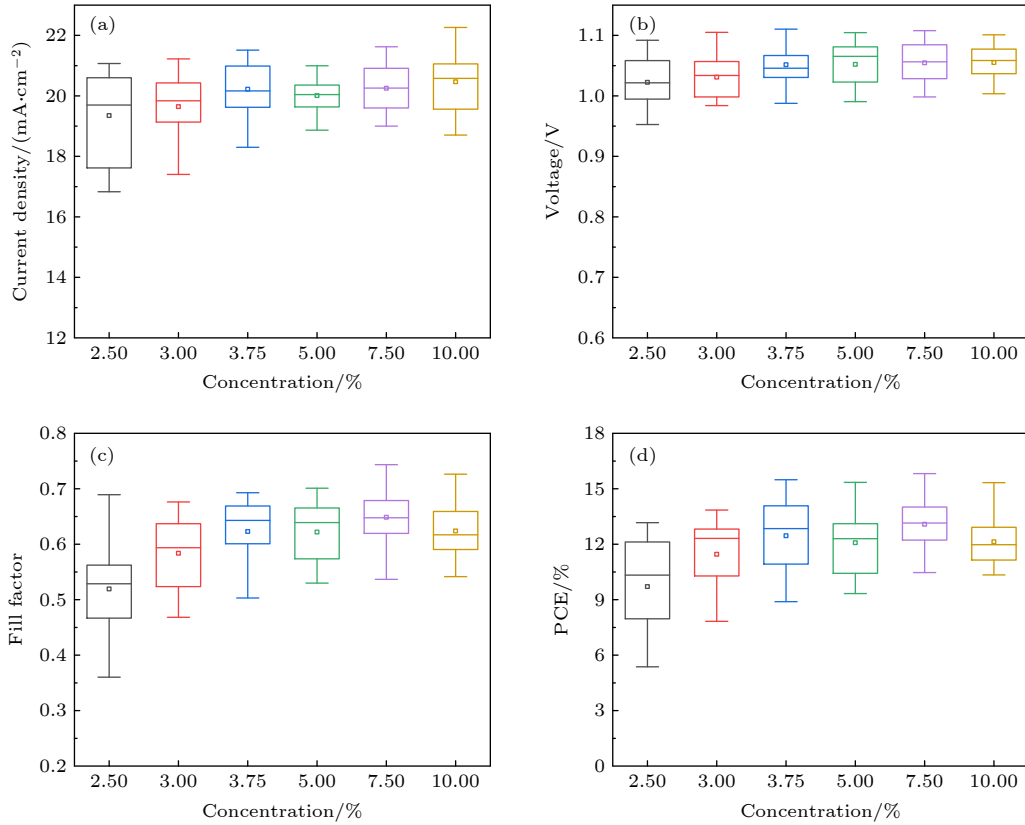 (a)
Current density/(mA·cm⁻²)
22
20
18
16
14
12
2.50 3.00 3.75 5.00 7.50 10.00
Concentration/%
(b)
Voltage/V
1.1
1.0
0.9
0.8
0.7
0.6
2.50 3.00 3.75 5.00 7.50 10.00
Concentration/%
(c)
Fill factor
0.8
0.7
0.6
0.5
0.4
0.3
0.2
2.50 3.00 3.75 5.00 7.50 10.00
Concentration/%
(d)
PCE/%
18
15
12
9
6
3
0
2.50 3.00 3.75 5.00 7.50 10.00
Concentration/%